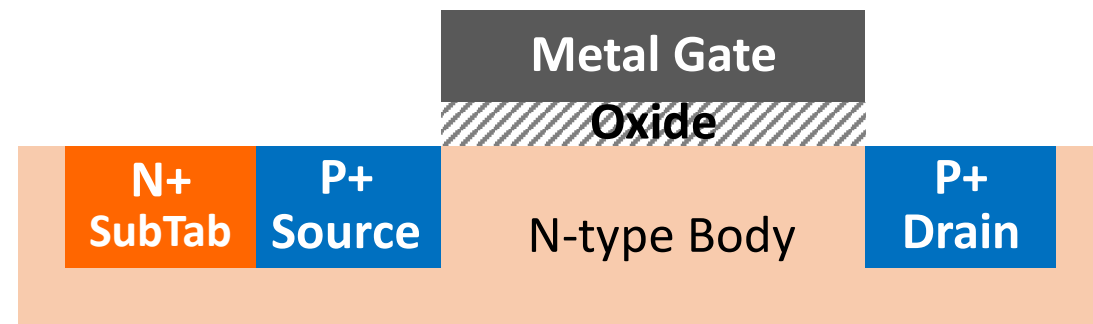 Metal Gate
Oxide
N+
SubTab
P+
Source
N-type Body
P+
Drain